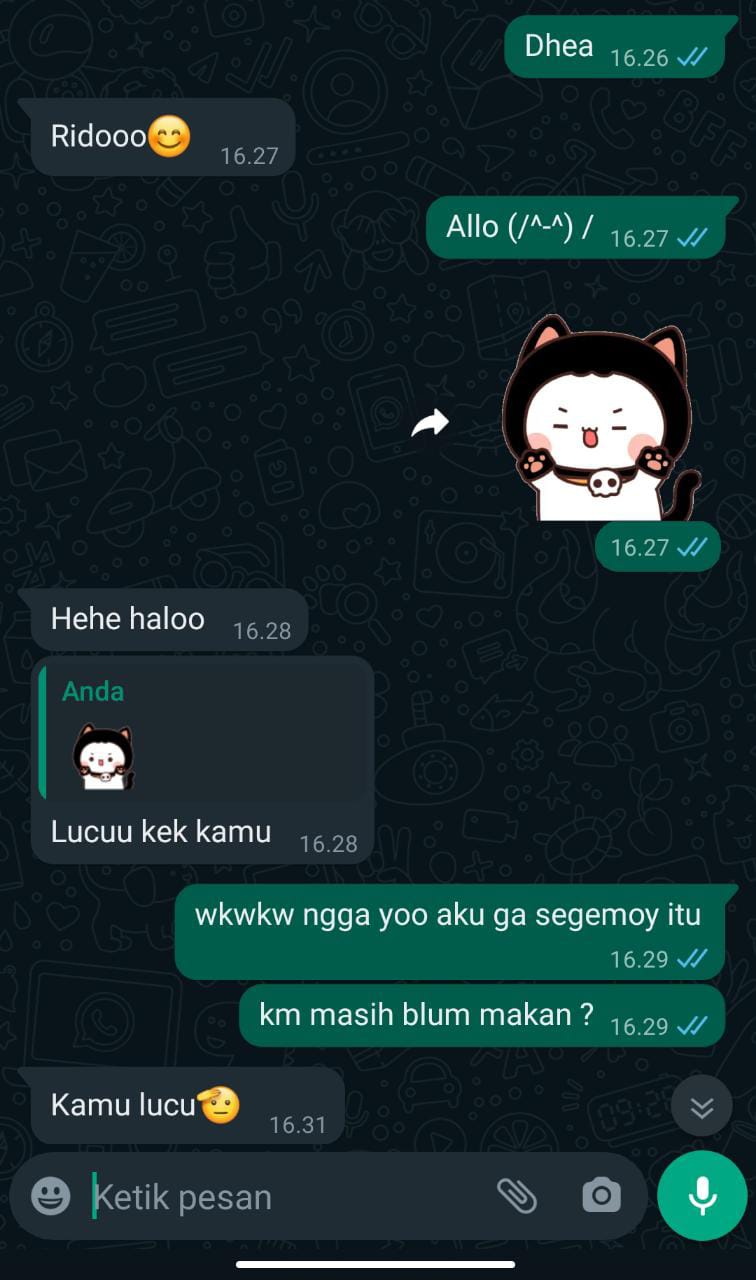 Dhea 16.26
Ridooo😊 16.27
Allo (/^-^) / 16.27
16.27
Hehe haloo 16.28
Anda
Lucuu kek kamu 16.28
wkwkw ngga yoo aku ga segemoy itu
16.29
km masih blum makan ? 16.29
Kamu lucu🫡 16.31
Ketik pesan